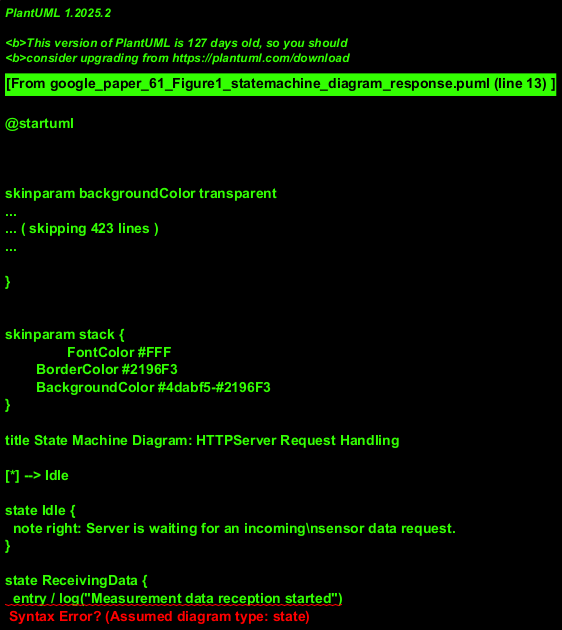 PlantUML 1.2025.2
<b>This version of PlantUML is 127 days old, so you should
<b>consider upgrading from https://plantuml.com/download
[From google_paper_61_Figure1_statemachine_diagram_response.puml (line 13) ]
@startuml
skinparam backgroundColor transparent
...
... ( skipping 423 lines )
...
}
skinparam stack {
FontColor #FFF
BorderColor #2196F3
BackgroundColor #4dabf5-#2196F3
}
title State Machine Diagram: HTTPServer Request Handling
[*] --> Idle
state Idle {
note right: Server is waiting for an incoming\nsensor data request.
}
state ReceivingData {
entry / log("Measurement data reception started")
Syntax Error? (Assumed diagram type: state)